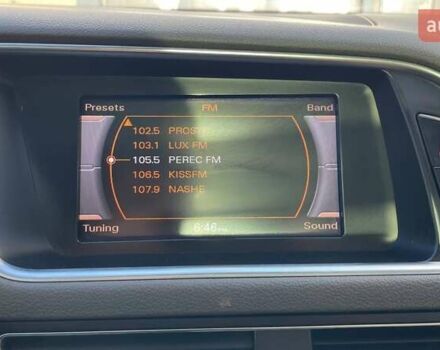 auto
Presets FM Band
102.5
103.1 LUX FM
105.5 PEREC FM
106.5 KISSFM
107.9 NASHE
Tuning 6:46 Sound